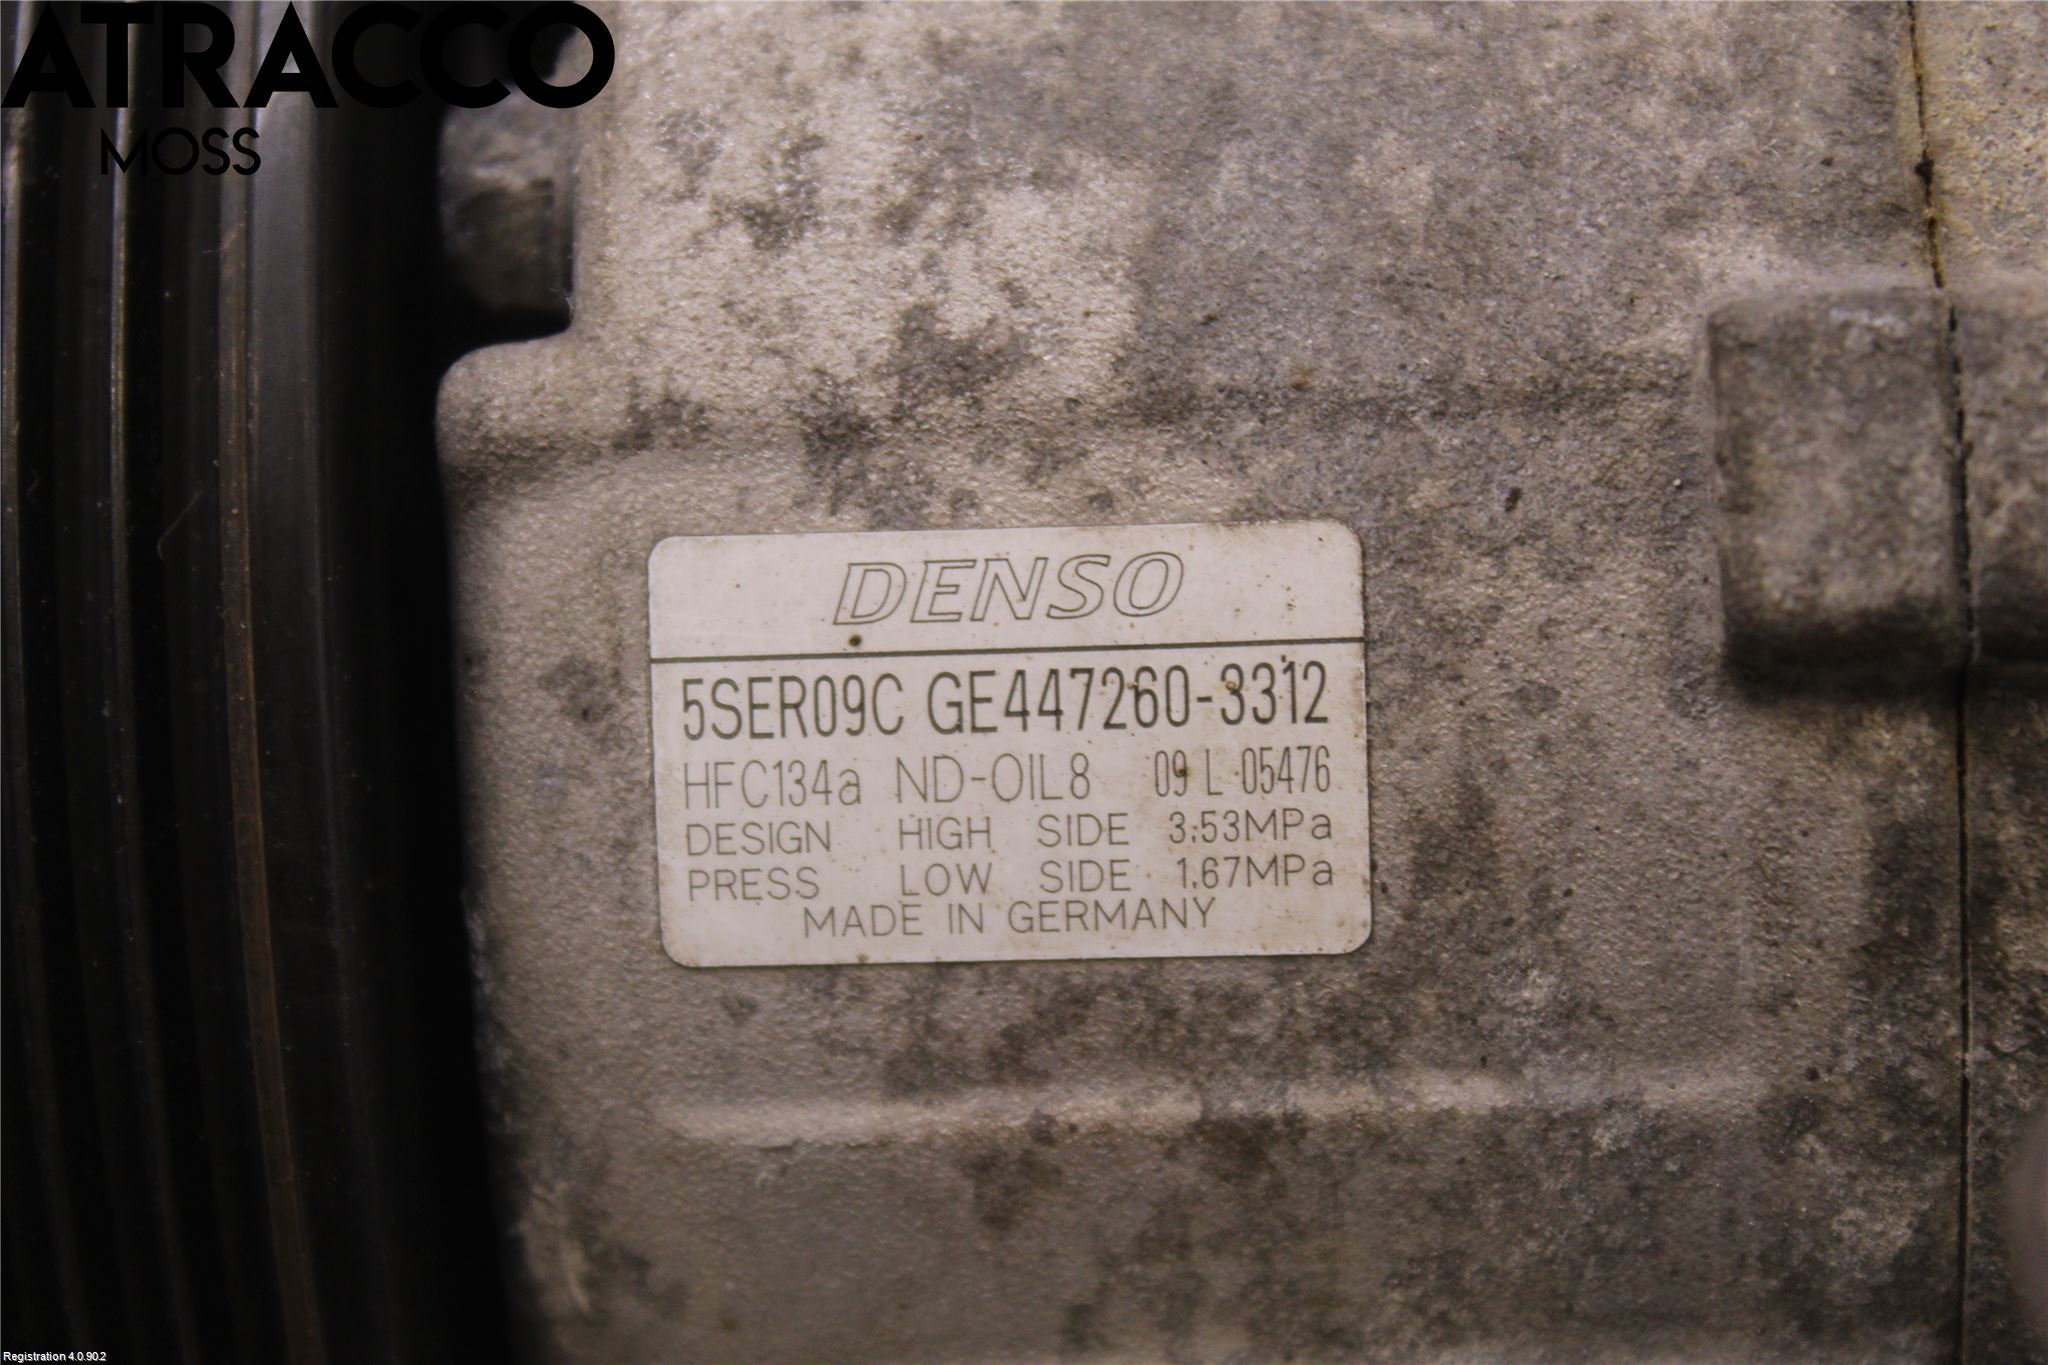 ATRACCO
MOSS
DENSO
5SER09C GE447260-3312
HFC134a ND-OIL8 09 L 05476
DESIGN HIGH SIDE 3.53MPa
PRESS LOW SIDE 1.67MPa
MADE IN GERMANY
Registration 4.0.90.2